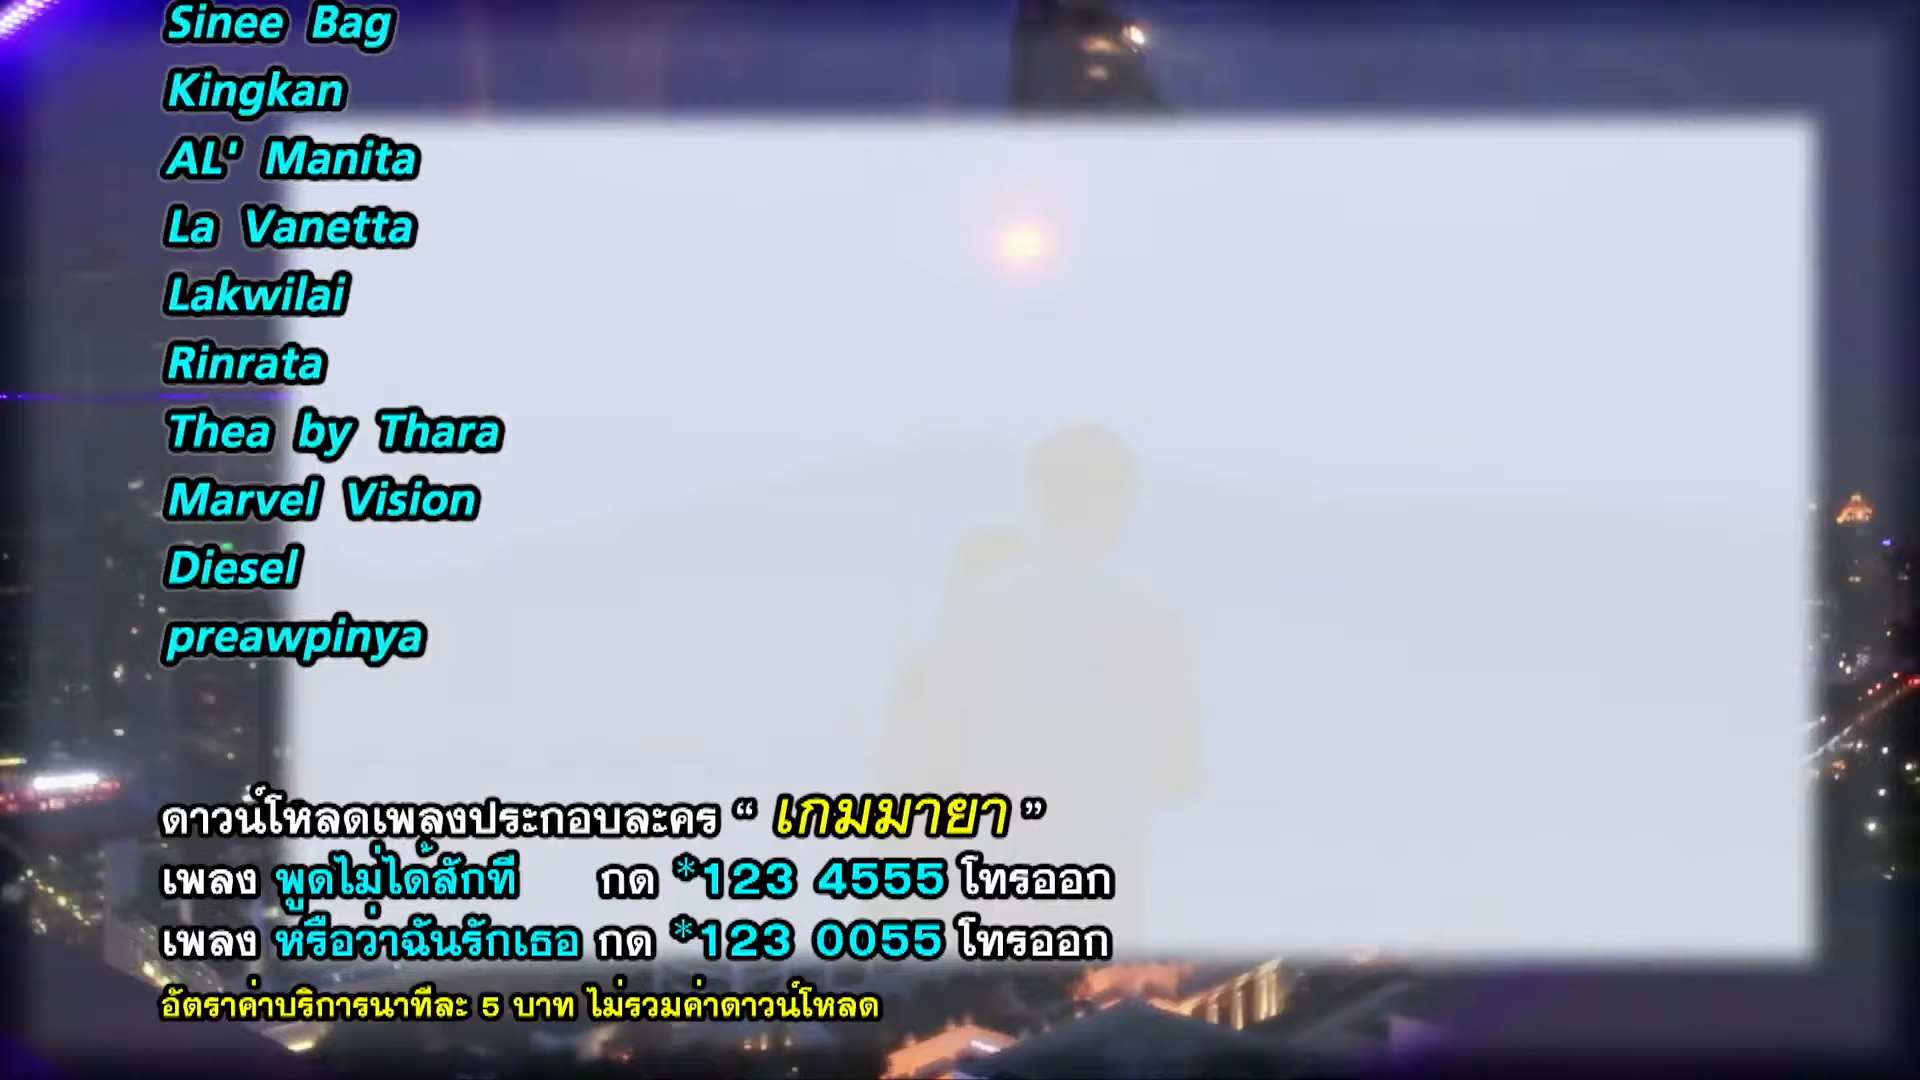 Sinee Bag
Kingkan
AL' Manita
La Vanetta
Lakwilai
Rinrata
Thea by Thara
Marvel Vision
Diesel
preawpinya
ดาวน์โหลดเพลงประกอบละคร “ เกมมายา ”
เพลง พูดไม่ได้สักที กด *123 4555 โทรออก
เพลง หรือว่าฉันรักเธอ กด *123 0055 โทรออก
อัตราค่าบริการนาทีละ 5 บาท ไม่รวมค่าดาวน์โหลด